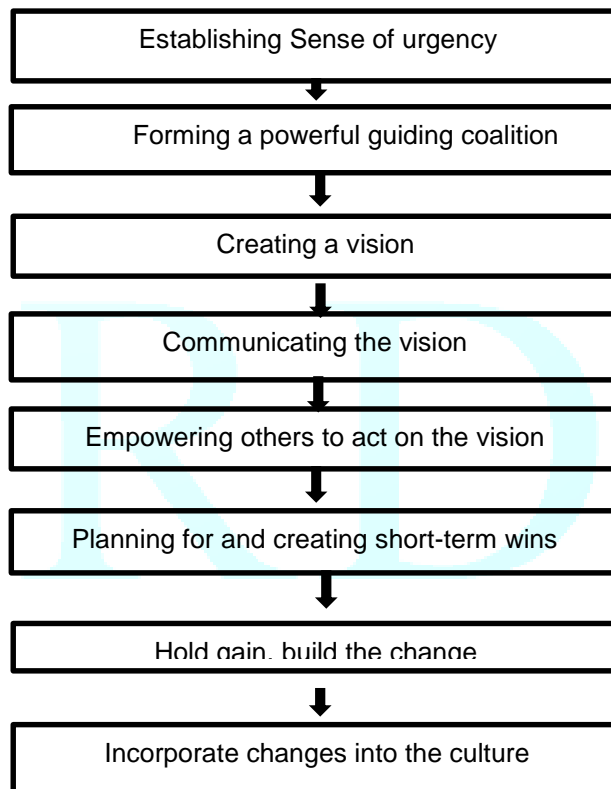 Establishing Sense of urgency
Forming a powerful guiding coalition
Creating a vision
Communicating the vision
Empowering others to act on the vision
Planning for and creating short-term wins
Hold gain, build the change
Incorporate changes into the culture
RD